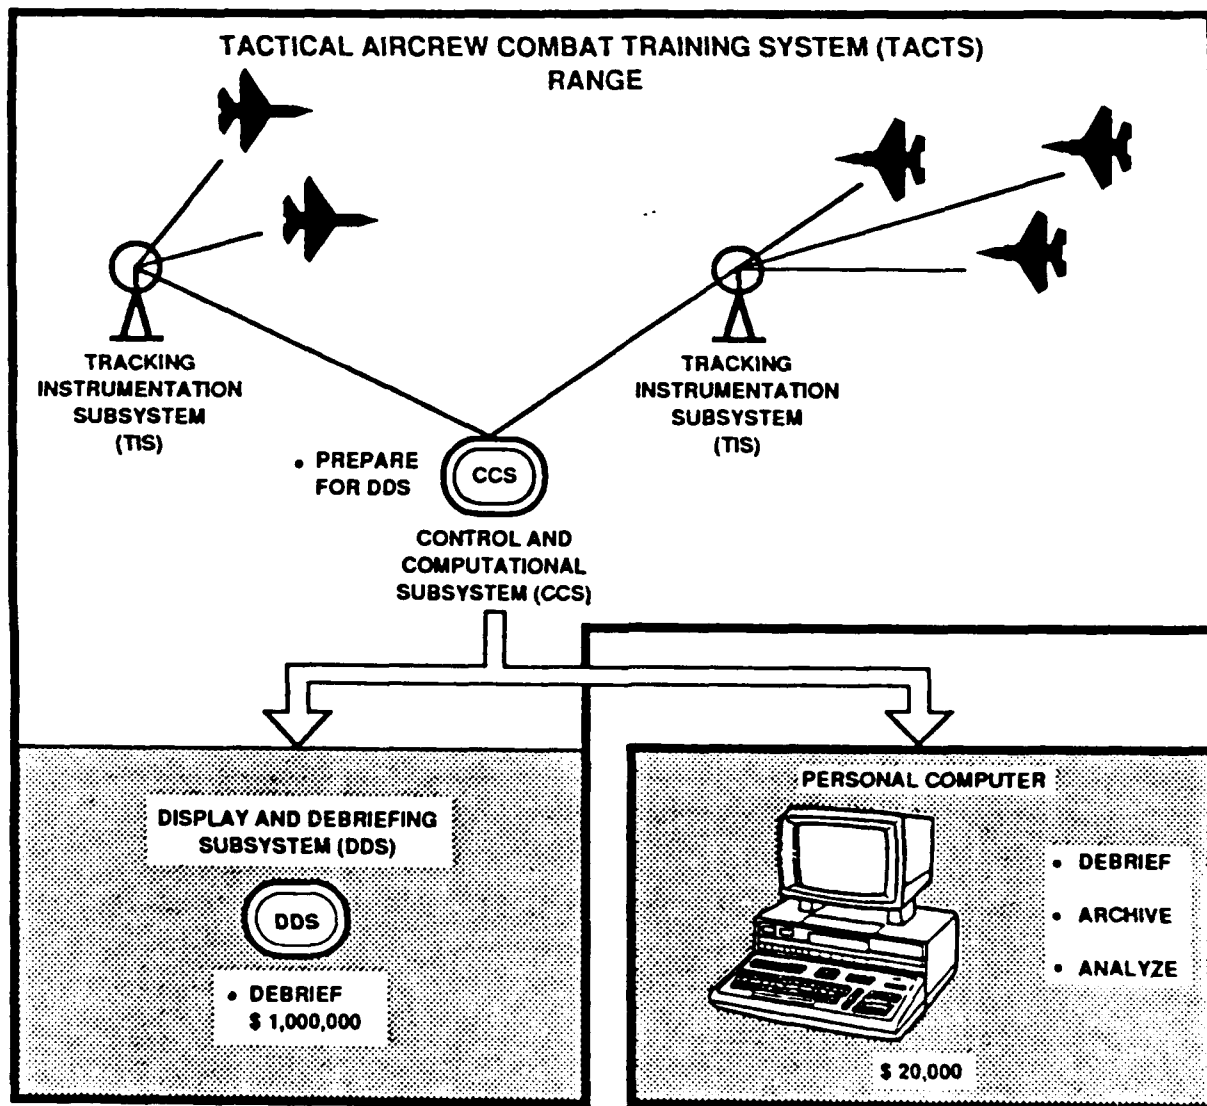 TACTICAL AIRCREW COMBAT TRAINING SYSTEM (TACTS)
RANGE
TRACKING
INSTRUMENTATION
SUBSYSTEM
(TIS)
TRACKING
INSTRUMENTATION
SUBSYSTEM
(TIS)
• PREPARE
FOR DDS
CCS
CONTROL AND
COMPUTATIONAL
SUBSYSTEM (CCS)
DISPLAY AND DEBRIEFING
SUBSYSTEM (DDS)
DDS
• DEBRIEF
$ 1,000,000
PERSONAL COMPUTER
• DEBRIEF
• ARCHIVE
• ANALYZE
$ 20,000